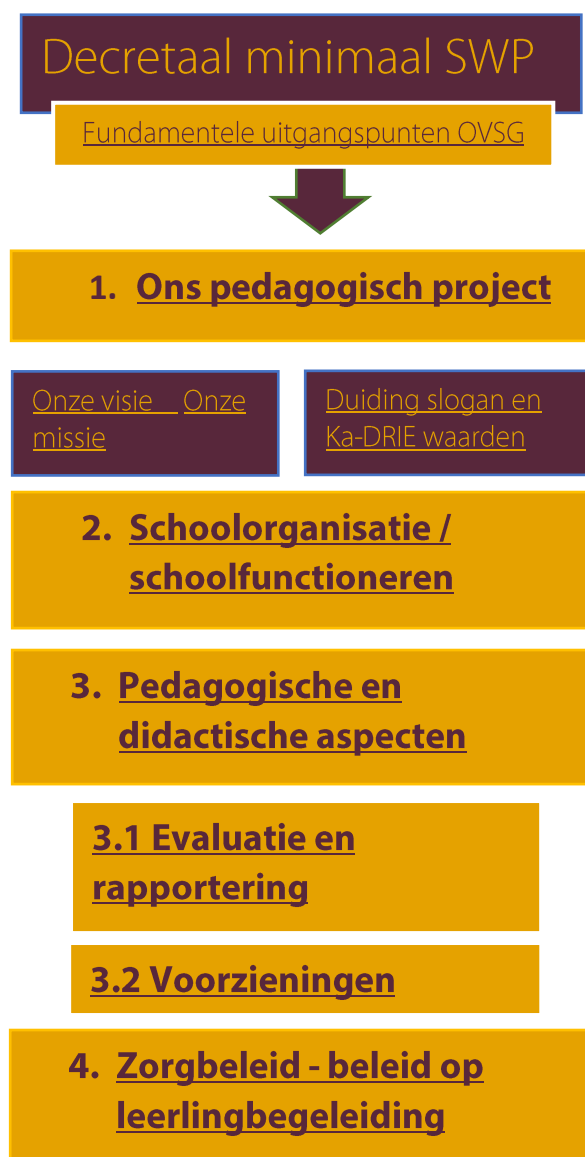 Decretaal minimaal SWP
Fundamentele uitgangspunten OVSG
1. Ons pedagogisch project
Onze visie Onze
missie
Duiding slogan en
Ka-DRIE waarden
2. Schoolorganisatie /
schoolfunctioneren
3. Pedagogische en
didactische aspecten
3.1 Evaluatie en
rapportering
3.2 Voorzieningen
4. Zorgbeleid - beleid op
leerlingbegeleiding